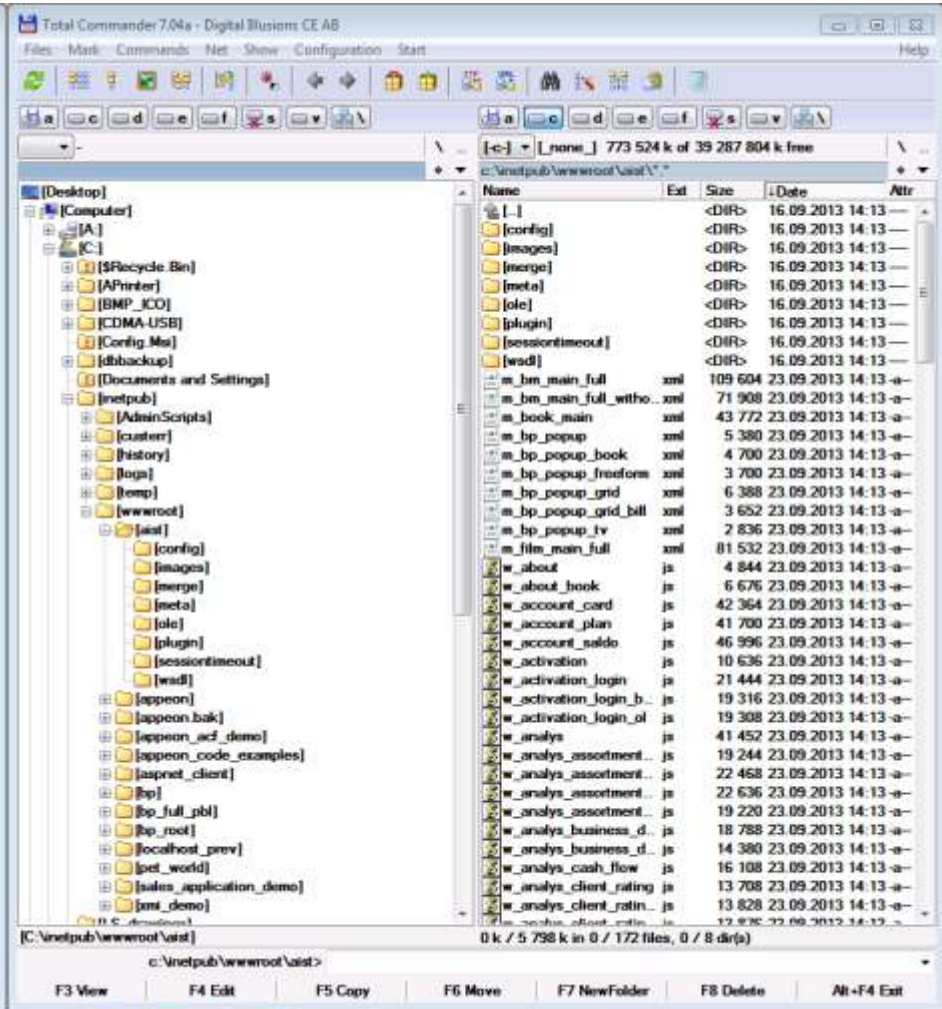 Total Commander 7.04a - Digital Illusions CE AB
Files Mark Commands Net Show Configuration Start Help
a c d e f s v \ a c d e f s v \
- \ .. [-c-] [_none_] 773 524 k of 39 287 804 k free \ ..
c:\inetpub\wwwroot\aist\*.*
[Desktop]
[Computer]
[A:]
[C:]
[$Recycle.Bin]
[APrinter]
[BMP_ICO]
[CDMA-USB]
[Config.Msi]
[dbbackup]
[Documents and Settings]
[inetpub]
[AdminScripts]
[custerr]
[history]
[logs]
[temp]
[wwwroot]
[aist]
[config]
[images]
[merge]
[meta]
[ole]
[plugin]
[sessiontimeout]
[wsdl]
[appeon]
[appeon.bak]
[appeon_acf_demo]
[appeon_code_examples]
[aspnet_client]
[bp]
[bp_full_pbl]
[bp_root]
[localhost_prev]
[pet_world]
[sales_application_demo]
[xmi_demo]
Name Ext Size ↓Date Attr
[..] <DIR> 16.09.2013 14:13 ----
[config] <DIR> 16.09.2013 14:13 ----
[images] <DIR> 16.09.2013 14:13 ----
[merge] <DIR> 16.09.2013 14:13 ----
[meta] <DIR> 16.09.2013 14:13 ----
[ole] <DIR> 16.09.2013 14:13 ----
[plugin] <DIR> 16.09.2013 14:13 ----
[sessiontimeout] <DIR> 16.09.2013 14:13 ----
[wsdl] <DIR> 16.09.2013 14:13 ----
m_bm_main_full xml 109 604 23.09.2013 14:13 -a--
m_bm_main_full_witho.. xml 71 908 23.09.2013 14:13 -a--
m_book_main xml 43 772 23.09.2013 14:13 -a--
m_bp_popup xml 5 380 23.09.2013 14:13 -a--
m_bp_popup_book xml 4 700 23.09.2013 14:13 -a--
m_bp_popup_freeform xml 3 700 23.09.2013 14:13 -a--
m_bp_popup_grid xml 6 388 23.09.2013 14:13 -a--
m_bp_popup_grid_bill xml 3 652 23.09.2013 14:13 -a--
m_bp_popup_tv xml 2 836 23.09.2013 14:13 -a--
m_film_main_full xml 81 532 23.09.2013 14:13 -a--
w_about js 4 844 23.09.2013 14:13 -a--
w_about_book js 6 676 23.09.2013 14:13 -a--
w_account_card js 42 364 23.09.2013 14:13 -a--
w_account_plan js 41 700 23.09.2013 14:13 -a--
w_account_saldo js 46 996 23.09.2013 14:13 -a--
w_activation js 10 636 23.09.2013 14:13 -a--
w_activation_login js 21 444 23.09.2013 14:13 -a--
w_activation_login_b.. js 19 316 23.09.2013 14:13 -a--
w_activation_login_ol js 19 308 23.09.2013 14:13 -a--
w_analys js 41 452 23.09.2013 14:13 -a--
w_analys_assortment.. js 19 244 23.09.2013 14:13 -a--
w_analys_assortment.. js 22 468 23.09.2013 14:13 -a--
w_analys_assortment.. js 22 636 23.09.2013 14:13 -a--
w_analys_assortment.. js 19 220 23.09.2013 14:13 -a--
w_analys_business_d.. js 18 788 23.09.2013 14:13 -a--
w_analys_business_d.. js 14 380 23.09.2013 14:13 -a--
w_analys_cash_flow js 16 108 23.09.2013 14:13 -a--
w_analys_client_rating js 13 708 23.09.2013 14:13 -a--
w_analys_client_ratin.. js 13 828 23.09.2013 14:13 -a--
[C:\inetpub\wwwroot\aist] 0 k / 5 798 k in 0 / 172 files, 0 / 8 dir(s)
c:\inetpub\wwwroot\aist>
F3 View F4 Edit F5 Copy F6 Move F7 NewFolder F8 Delete Alt+F4 Exit